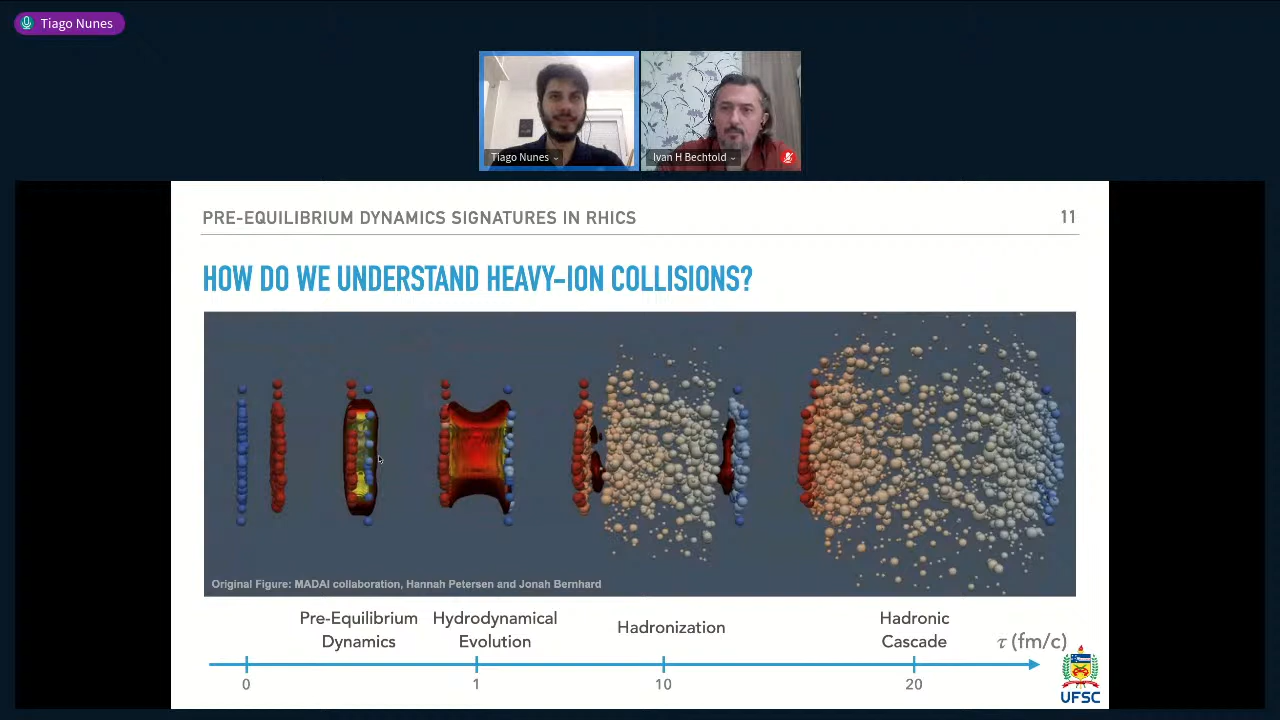 Tiago Nunes
Tiago Nunes
Ivan H Bechtold
PRE-EQUILIBRIUM DYNAMICS SIGNATURES IN RHICS
11
HOW DO WE UNDERSTAND HEAVY-ION COLLISIONS?
Original Figure: MADAI collaboration, Hannah Petersen and Jonah Bernhard
Pre-Equilibrium
Dynamics
Hydrodynamical
Evolution
Hadronization
Hadronic
Cascade
τ (fm/c)
0
1
10
20
UFSC